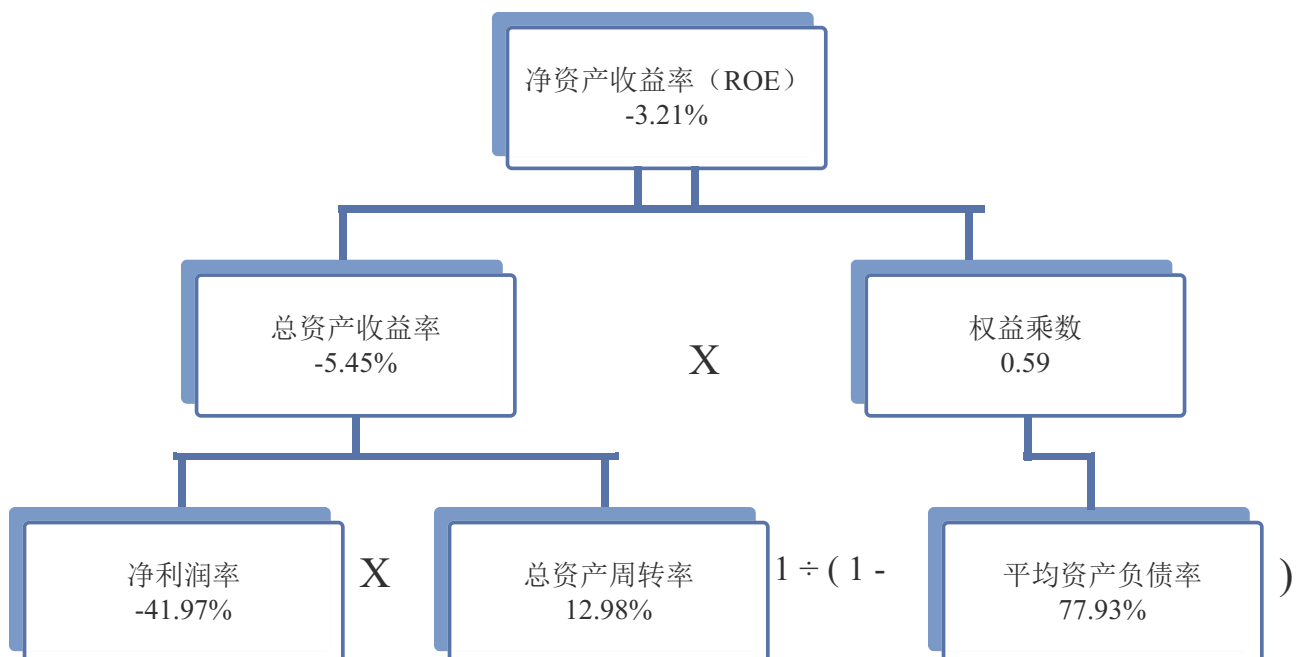 净资产收益率（ROE）
-3.21%
总资产收益率
-5.45%
X
权益乘数
0.59
净利润率
-41.97%
X
总资产周转率
12.98%
1 ÷ ( 1 -
平均资产负债率
77.93%
)